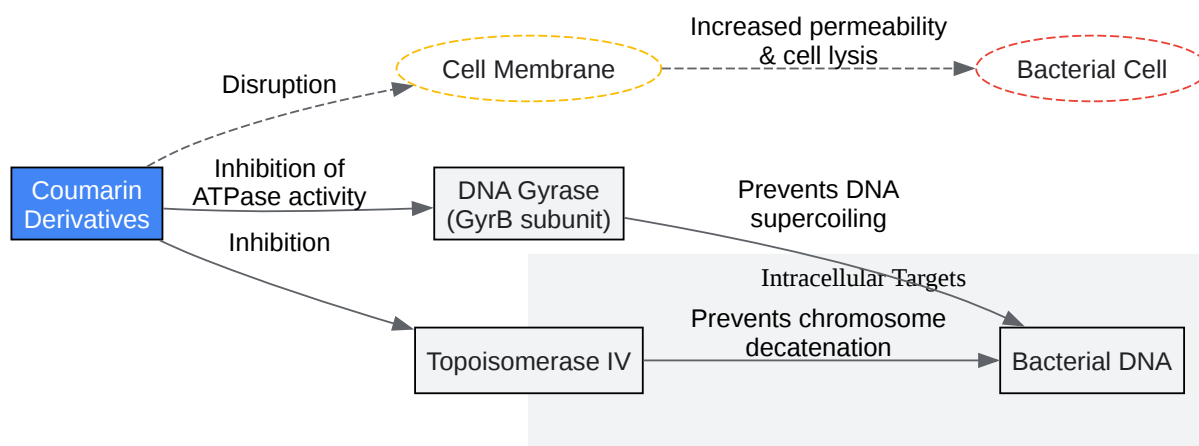 Increased permeability
& cell lysis
Cell Membrane
Bacterial Cell
Disruption
Coumarin
Derivatives
Inhibition of
ATPase activity
DNA Gyrase
(GyrB subunit)
Prevents DNA
supercoiling
Inhibition
Intracellular Targets
Prevents chromosome
decatenation
Topoisomerase IV
Bacterial DNA